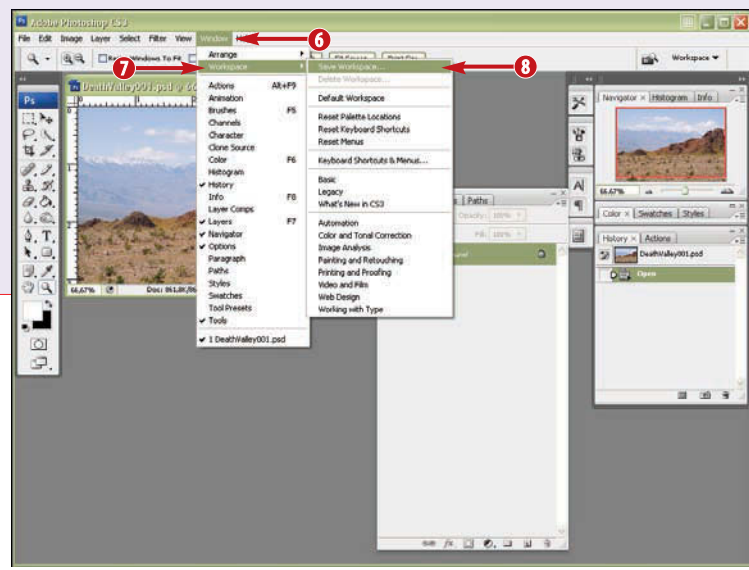 Adobe Photoshop CS3
File Edit Image Layer Select Filter View Window
6
To Fit
Workspace
7
8
Arrange
Workspace
Actions Alt+F9
Animation
Brushes F5
Channels
Character
Clone Source
Color F6
Histogram
History
Info F8
Layer Comps
Layers F7
Navigator
Options
Paragraph
Paths
Styles
Swatches
Tool Presets
Tools
1 DeathValley001.psd
Save Workspace...
Delete Workspace...
Default Workspace
Reset Palette Locations
Reset Keyboard Shortcuts
Reset Menus
Keyboard Shortcuts & Menus...
Basic
Legacy
What's New in CS3
Automation
Color and Tonal Correction
Image Analysis
Painting and Retouching
Printing and Proofing
Video and Film
Web Design
Working with Type
Ps
DeathValley001.psd @
66.67%
Paths
Opacity: 100%
Fill: 100%
Navigator Histogram Info
66.67%
Color Swatches Styles
History Actions
DeathValley001.psd
Open